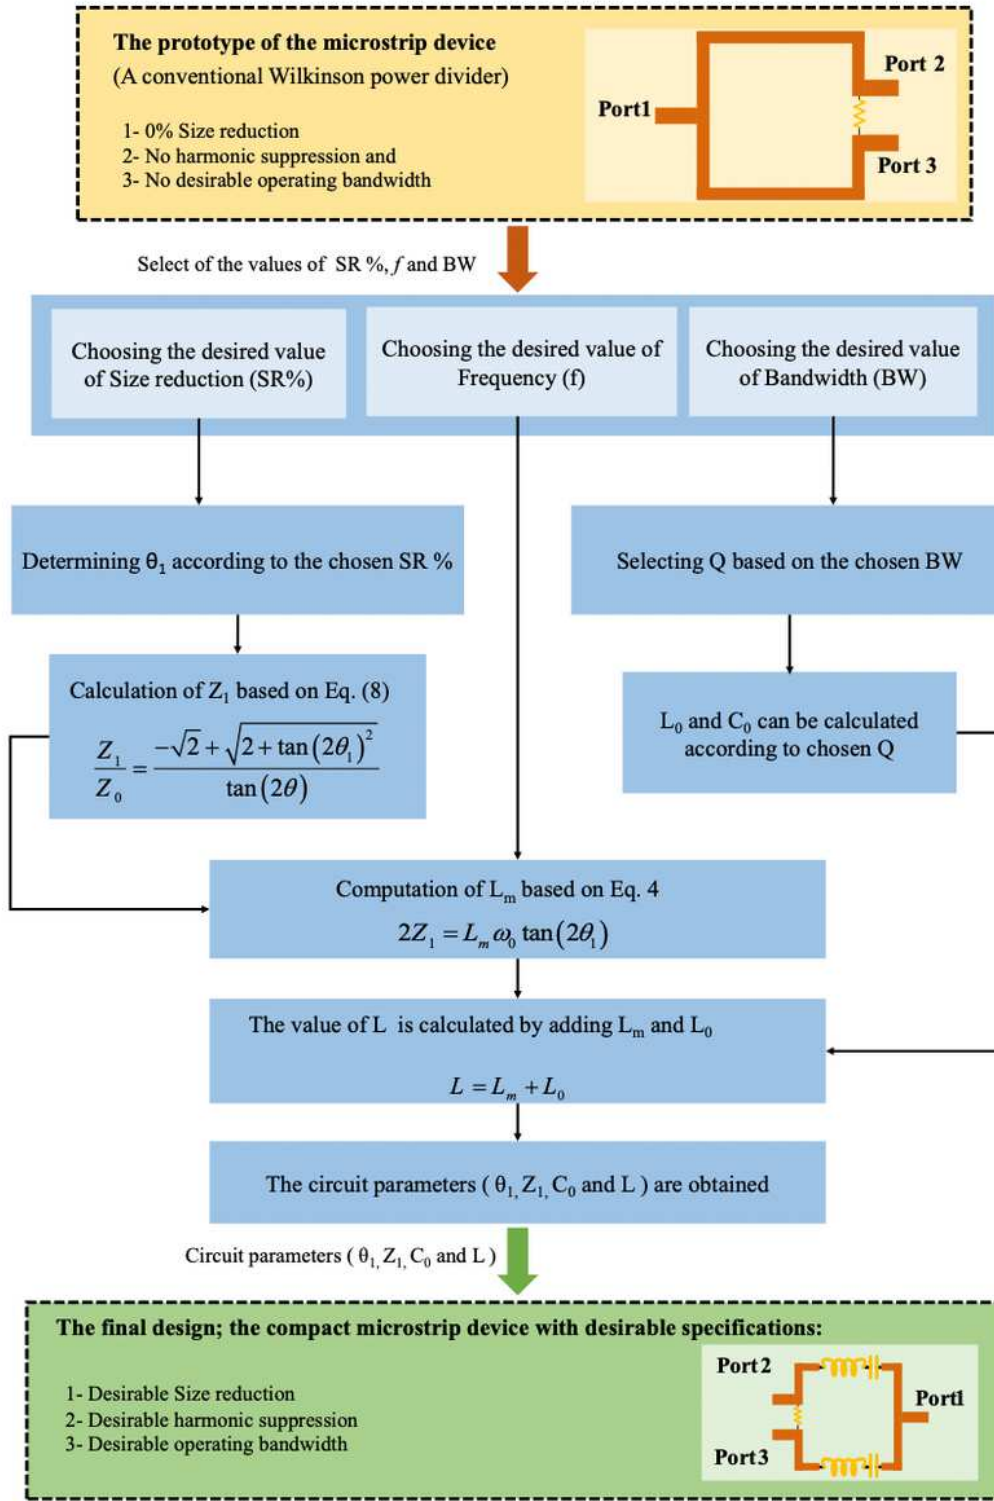 The prototype of the microstrip device
(A conventional Wilkinson power divider)
1- 0% Size reduction
2- No harmonic suppression and
3- No desirable operating bandwidth
Port1
Port 2
Port 3
Select of the values of SR %, f and BW
Choosing the desired value
of Size reduction (SR%)
Choosing the desired value of
Frequency (f)
Choosing the desired value
of Bandwidth (BW)
Determining θ₁ according to the chosen SR %
Selecting Q based on the chosen BW
Calculation of Z₁ based on Eq. (8)
Z₁/Z₀ = (-√2 + √(2 + tan(2θ₁)²))/tan(2θ)
L₀ and C₀ can be calculated
according to chosen Q
Computation of Lₘ based on Eq. 4
2Z₁ = Lₘ ω₀ tan(2θ₁)
The value of L is calculated by adding Lₘ and L₀
L = Lₘ + L₀
The circuit parameters ( θ₁, Z₁, C₀ and L ) are obtained
Circuit parameters ( θ₁, Z₁, C₀ and L )
The final design; the compact microstrip device with desirable specifications:
1- Desirable Size reduction
2- Desirable harmonic suppression
3- Desirable operating bandwidth
Port2
Port1
Port3